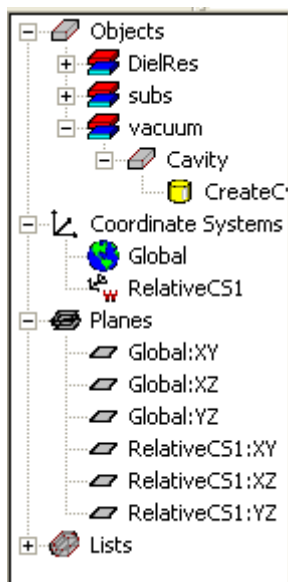 Objects
DielRes
subs
vacuum
Cavity
CreateC
Coordinate Systems
Global
RelativeCS1
Planes
Global:XY
Global:XZ
Global:YZ
RelativeCS1:XY
RelativeCS1:XZ
RelativeCS1:YZ
Lists